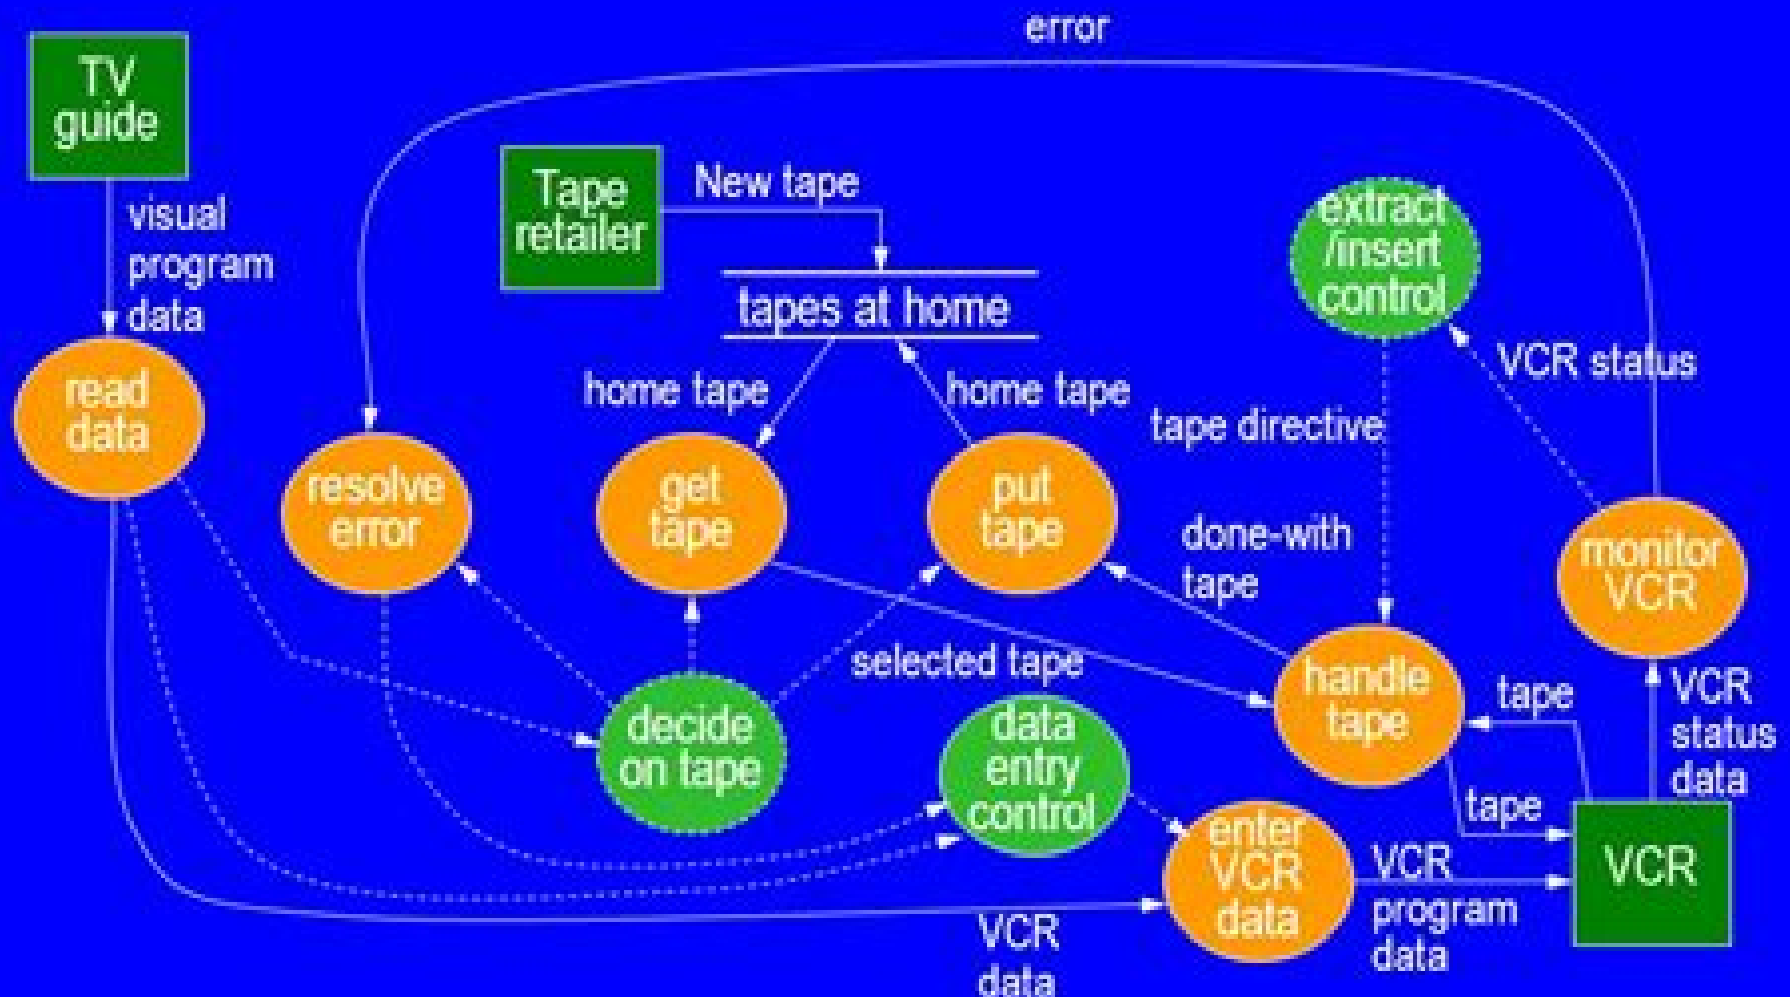 error
TV
guide
visual
program
data
Tape
retailer
New tape
tapes at home
extract
/insert
control
VCR status
home tape
home tape
tape directive
read
data
resolve
error
get
tape
put
tape
done-with
tape
monitor
VCR
selected tape
handle
tape
tape
VCR
status
data
decide
on tape
data
entry
control
tape
enter
VCR
data
VCR
program
data
VCR
VCR
data